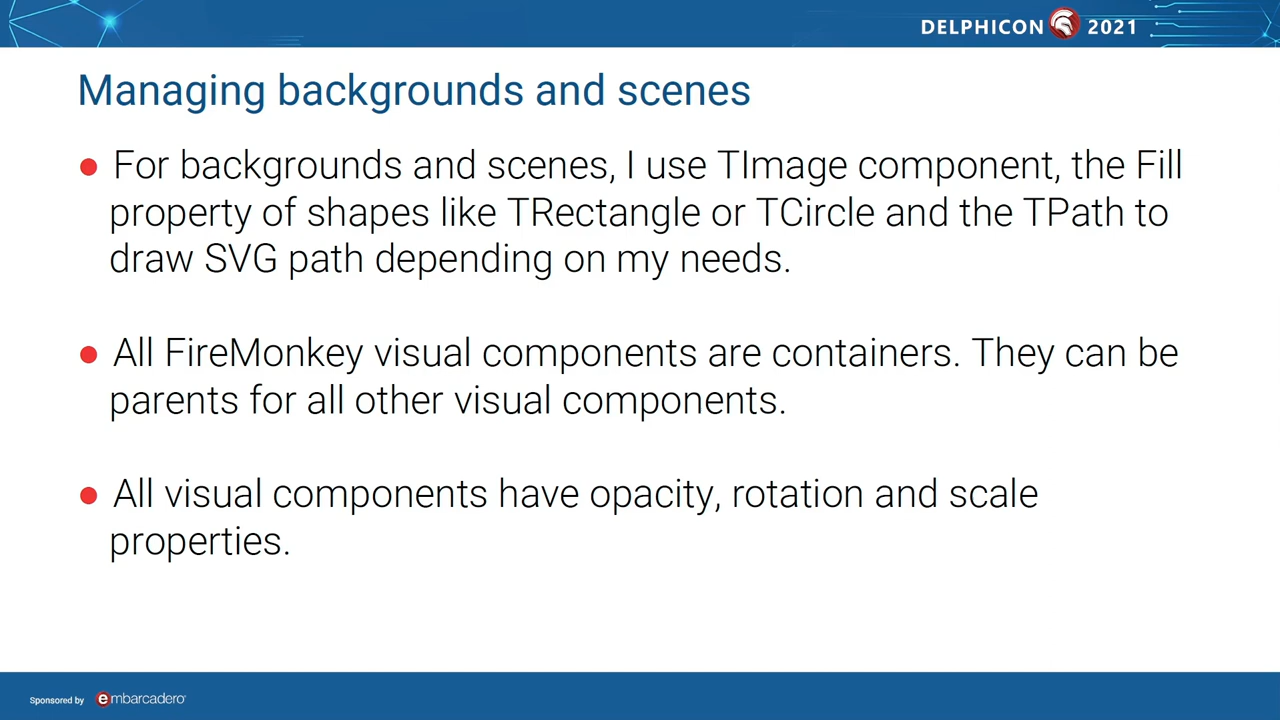 DELPHICON 2021
Managing backgrounds and scenes
● For backgrounds and scenes, I use TImage component, the Fill
property of shapes like TRectangle or TCircle and the TPath to
draw SVG path depending on my needs.
● All FireMonkey visual components are containers. They can be
parents for all other visual components.
● All visual components have opacity, rotation and scale
properties.
Sponsored by embarcadero